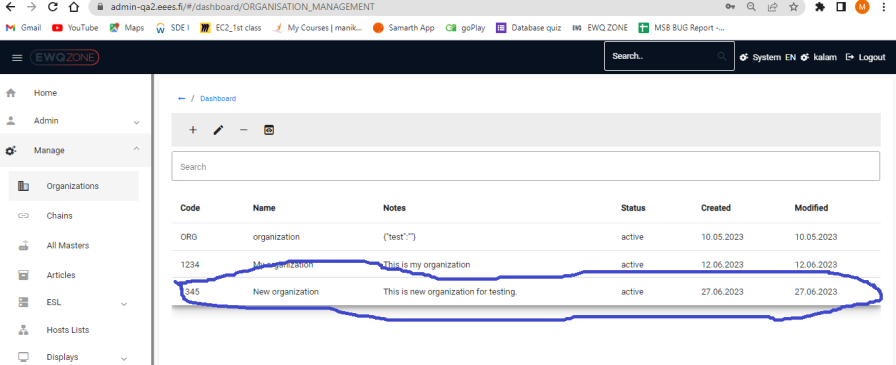 admin-qa2.eees.fi/#/dashboard/ORGANISATION_MANAGEMENT
M
Gmail YouTube Maps SDE I EC2_1st class My Courses | manik... Samarth App goPlay Database quiz EWQ ZONE MSB BUG Report -...
EWQZONE Search.. System EN kalam Logout
Home
← / Dashboard
Admin
Manage
Search
Organizations
Code Name Notes Status Created Modified
Chains
ORG organization {"test":""} active 10.05.2023 10.05.2023
All Masters
1234 My organization This is my organization active 12.06.2023 12.06.2023
Articles
1345 New organization This is new organization for testing. active 27.06.2023 27.06.2023
ESL
Hosts Lists
Displays